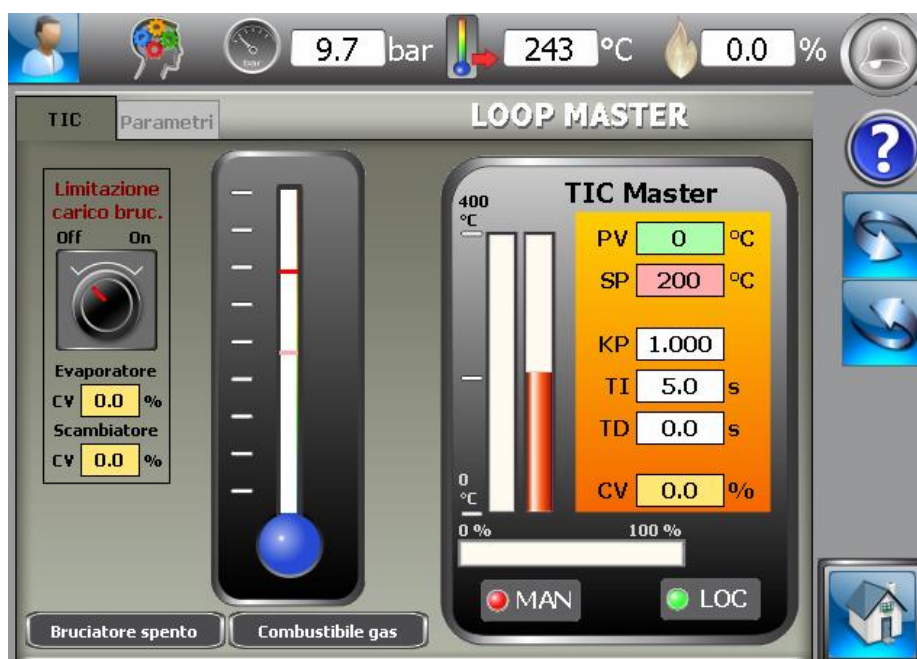 9.7 bar 243 °C 0.0 %
bar
TIC Parametri LOOP MASTER
?
Limitazione
carico bruc.
Off On
Evaporatore
CV 0.0 %
Scambiatore
CV 0.0 %
TIC Master
400
°C
PV 0 °C
SP 200 °C
KP 1.000
TI 5.0 s
TD 0.0 s
CV 0.0 %
0
°C
0 % 100 %
MAN LOC
Bruciatore spento Combustibile gas